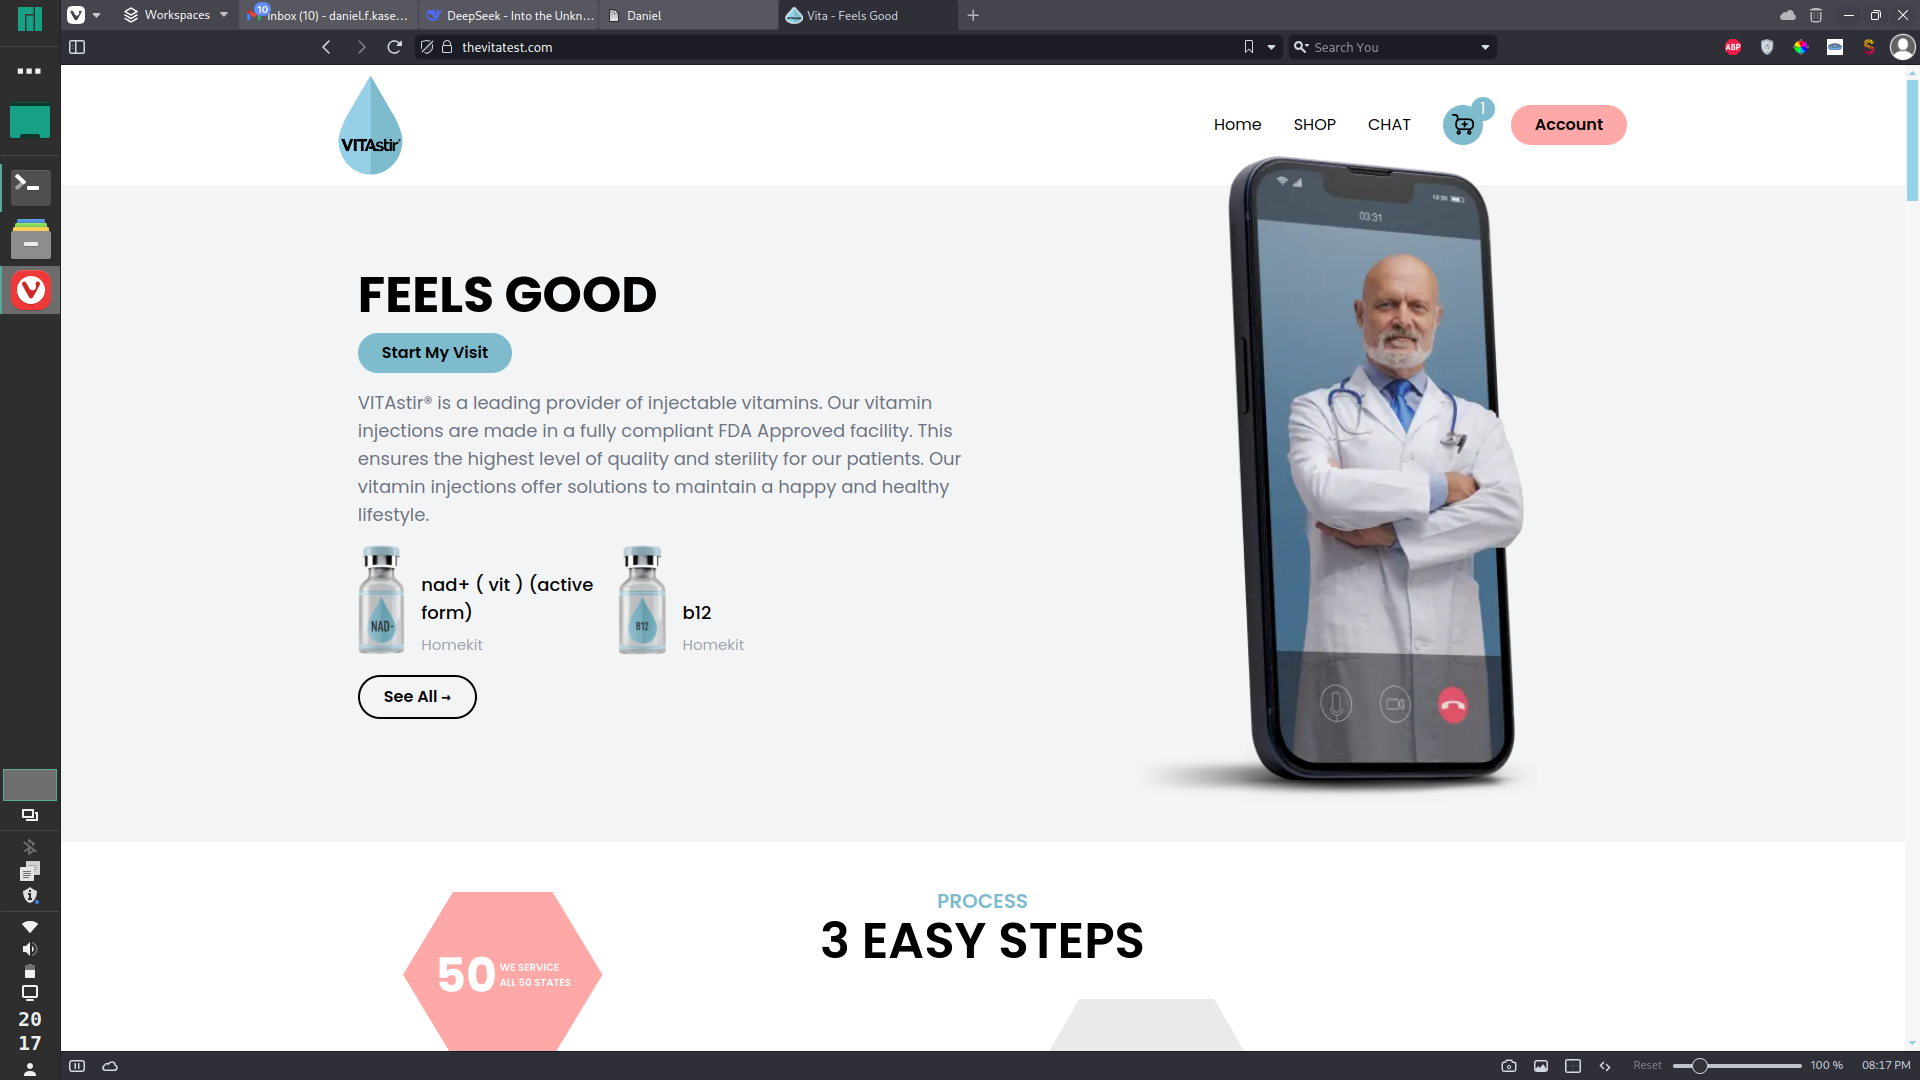 Workspaces
10
Inbox (10) - daniel.f.kase...
DeepSeek - Into the Unkn...
Daniel
Vita - Feels Good
thevitatest.com
Search You
ABP
VITAstir
Home
SHOP
CHAT
1
Account
12:30
03:31
FEELS GOOD
Start My Visit
VITAstir® is a leading provider of injectable vitamins. Our vitamin
injections are made in a fully compliant FDA Approved facility. This
ensures the highest level of quality and sterility for our patients. Our
vitamin injections offer solutions to maintain a happy and healthy
lifestyle.
NAD+
nad+ ( vit ) (active
form)
Homekit
B12
b12
Homekit
See All →
PROCESS
3 EASY STEPS
50
WE SERVICE
ALL 50 STATES
20
17
Reset
100 %
08:17 PM